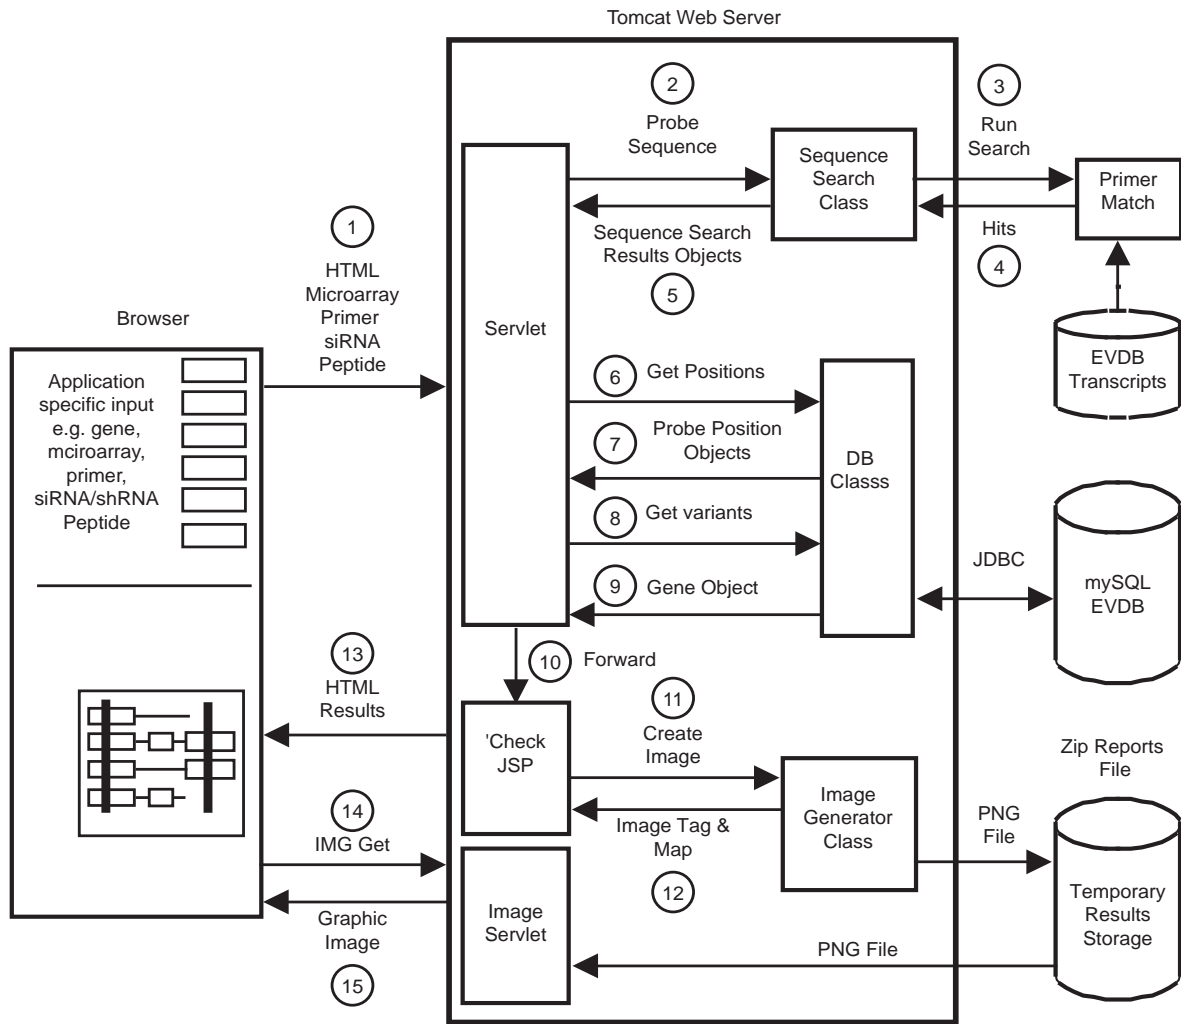 Tomcat Web Server
2
Probe
Sequence
3
Run
Search
Sequence
Search
Class
Primer
Match
1
HTML
Microarray
Primer
siRNA
Peptide
Sequence Search
Results Objects
5
Hits
4
Browser
Servlet
EVDB
Transcripts
Application
specific input
e.g. gene,
mciroarray,
primer,
siRNA/shRNA
Peptide
6
Get Positions
7
Probe Position
Objects
DB
Classs
8
Get variants
9
Gene Object
JDBC
mySQL
EVDB
10
Forward
13
HTML
Results
11
Create
Image
'Check
JSP
Zip Reports
File
Image
Generator
Class
14
IMG Get
Image Tag &
Map
12
PNG
File
Temporary
Results
Storage
Image
Servlet
Graphic
Image
15
PNG File